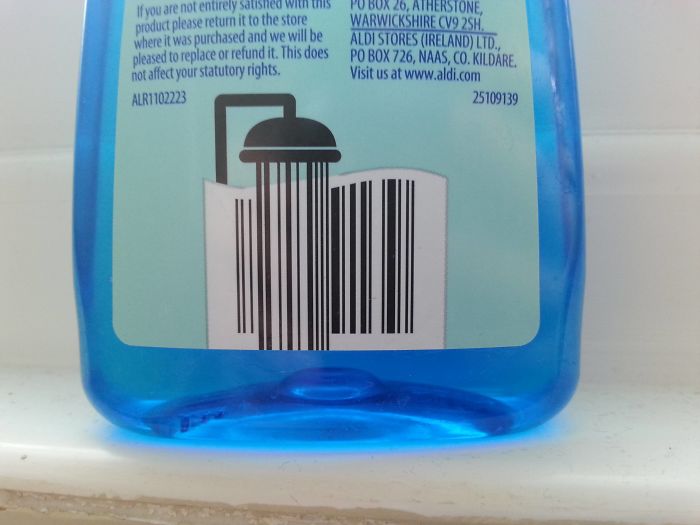 If you are not entirely satisfied with this
product please return it to the store
where it was purchased and we will be
pleased to replace or refund it. This does
not affect your statutory rights.
ALR1102223
PO BOX 26, ATHERSTONE,
WARWICKSHIRE CV9 2SH.
ALDI STORES (IRELAND) LTD.,
PO BOX 726, NAAS, CO. KILDARE.
Visit us at www.aldi.com
25109139